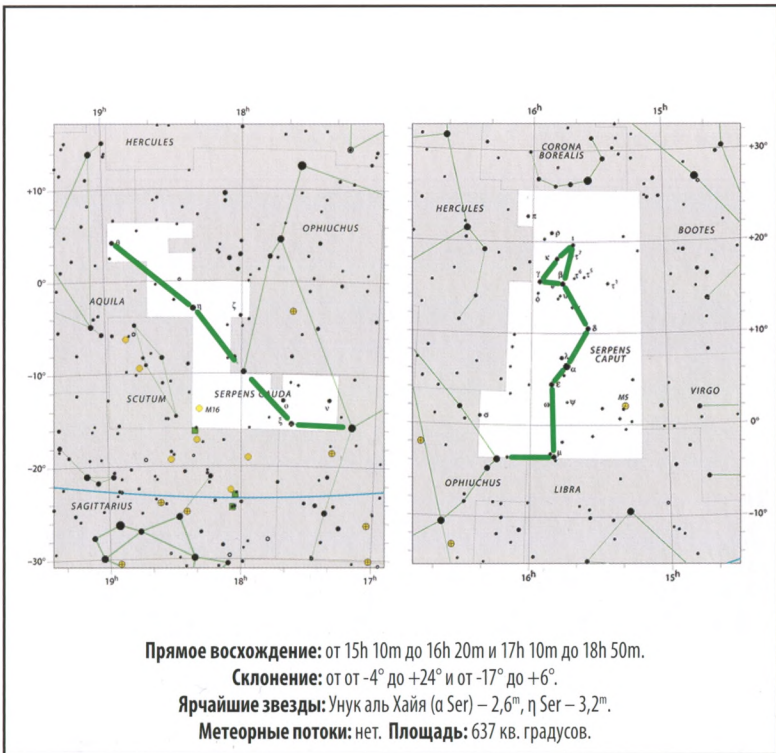 19h 18h
HERCULES
+10°
OPHIUCHUS
θ
0°
η ζ
AQUILA
-10°
SCUTUM
SERPENS CAUDA
M16
ο ν
ξ
-20°
SAGITTARIUS
-30°
19h 18h 17h
16h 15h
CORONA
BOREALIS
+30°
HERCULES
BOOTES
π
+20°
ρ ι
κ τ⁷
γ β τ⁶ τ⁵ τ³
φ υ
+10°
δ
SERPENS
CAPUT
λ
α
ε
VIRGO
ω ψ
M5
σ
0°
μ
OPHIUCHUS
LIBRA
-10°
16h 15h
Прямое восхождение: от 15h 10m до 16h 20m и 17h 10m до 18h 50m.
Склонение: от от -4° до +24° и от -17° до +6°.
Ярчайшие звезды: Унук аль Хайя (α Ser) – 2,6ᵐ, η Ser – 3,2ᵐ.
Метеорные потоки: нет. Площадь: 637 кв. градусов.